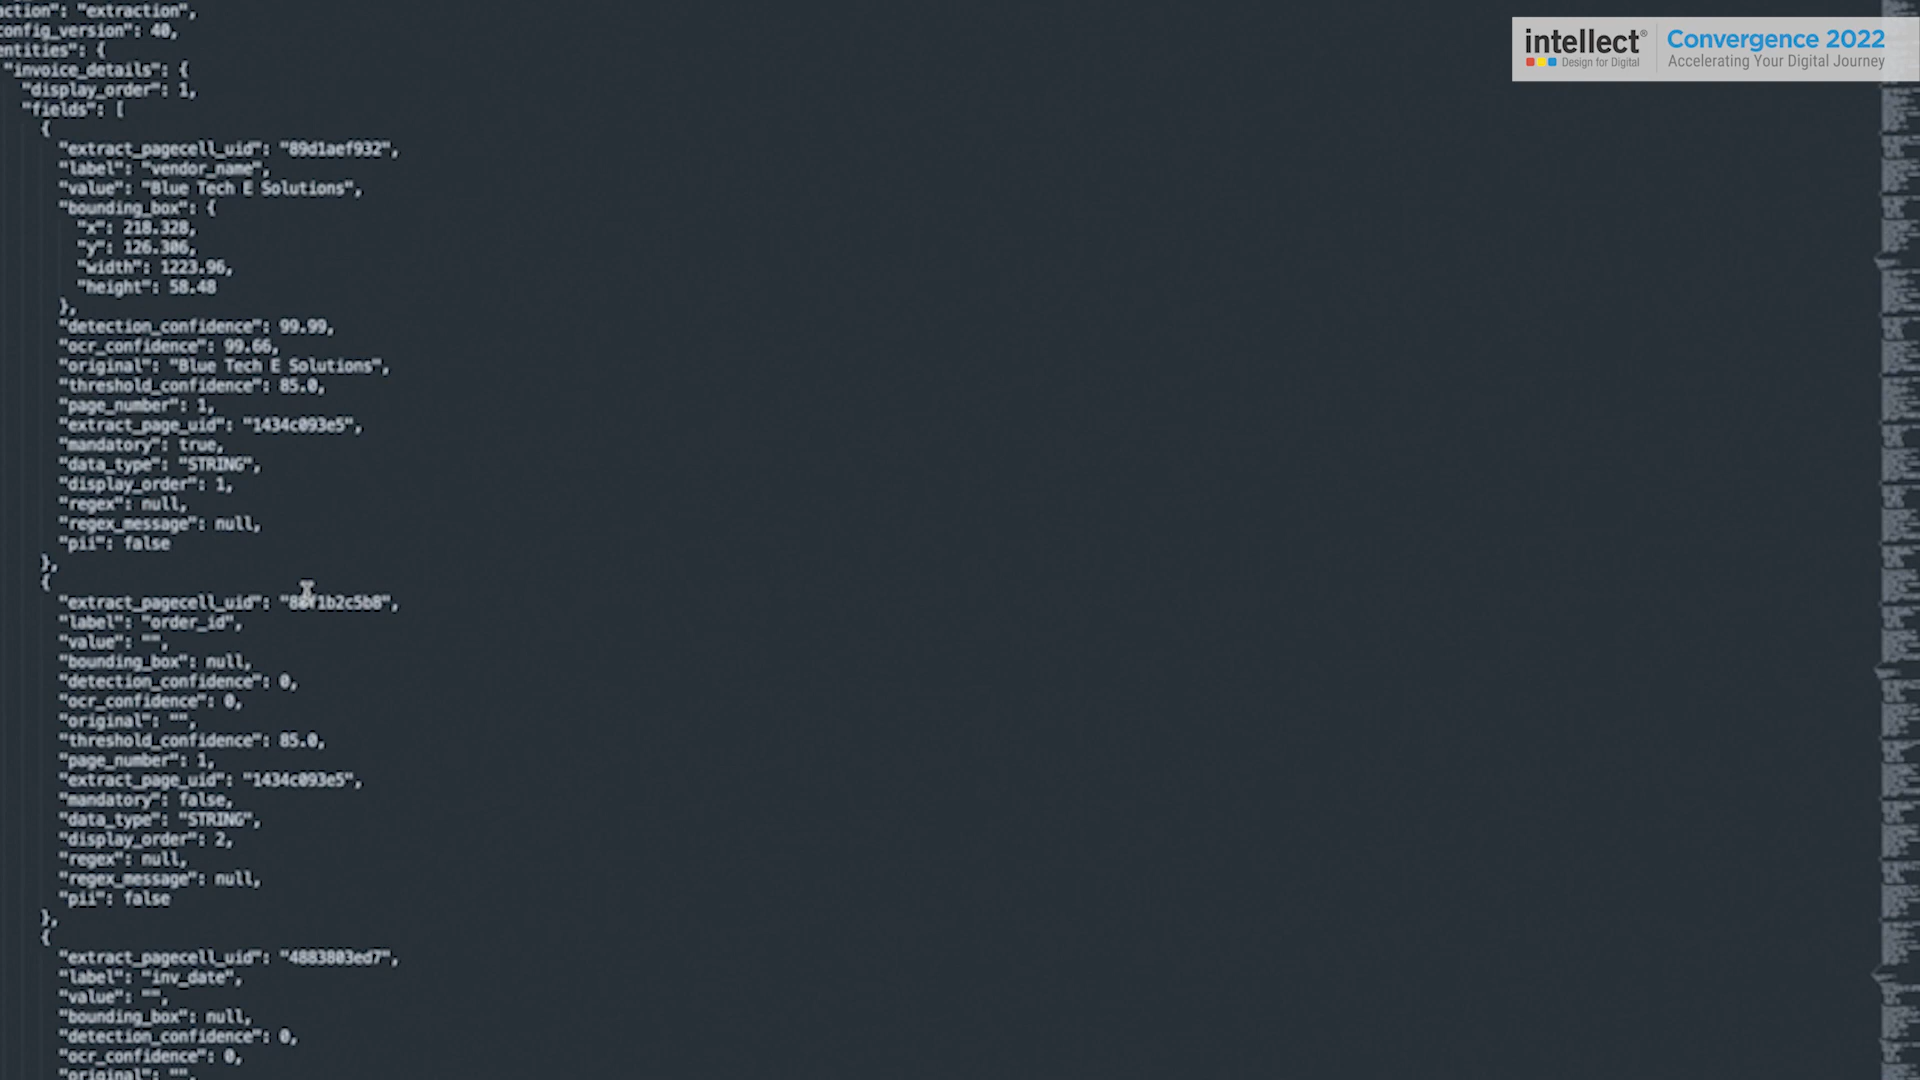 action": "extraction",
config_version": 40,
entities": {
"invoice_details": {
"display_order": 1,
"fields": [
{
"extract_pagecell_uid": "89d1aef932",
"label": "vendor_name",
"value": "Blue Tech E Solutions",
"bounding_box": {
"x": 218.328,
"y": 126.306,
"width": 1223.96,
"height": 58.48
},
"detection_confidence": 99.99,
"ocr_confidence": 99.66,
"original": "Blue Tech E Solutions",
"threshold_confidence": 85.0,
"page_number": 1,
"extract_page_uid": "1434c093e5",
"mandatory": true,
"data_type": "STRING",
"display_order": 1,
"regex": null,
"regex_message": null,
"pii": false
},
{
"extract_pagecell_uid":
"label": "order_id",
"value": "",
"bounding_box": null,
"detection_confidence": 0,
"ocr_confidence": 0,
"original": "",
"threshold_confidence": 85.0,
"page_number": 1,
"extract_page_uid": "1434c093e5",
"mandatory": false,
"data_type": "STRING",
"display_order": 2,
"regex": null,
"regex_message": null,
"pii": false
},
{
"extract_pagecell_uid": "4883803ed7",
"label": "inv_date",
"value": "",
"bounding_box": null,
"detection_confidence": 0,
"ocr_confidence": 0,
"original": "",
intellect®
Design for Digital
Convergence 2022
Accelerating Your Digital Journey